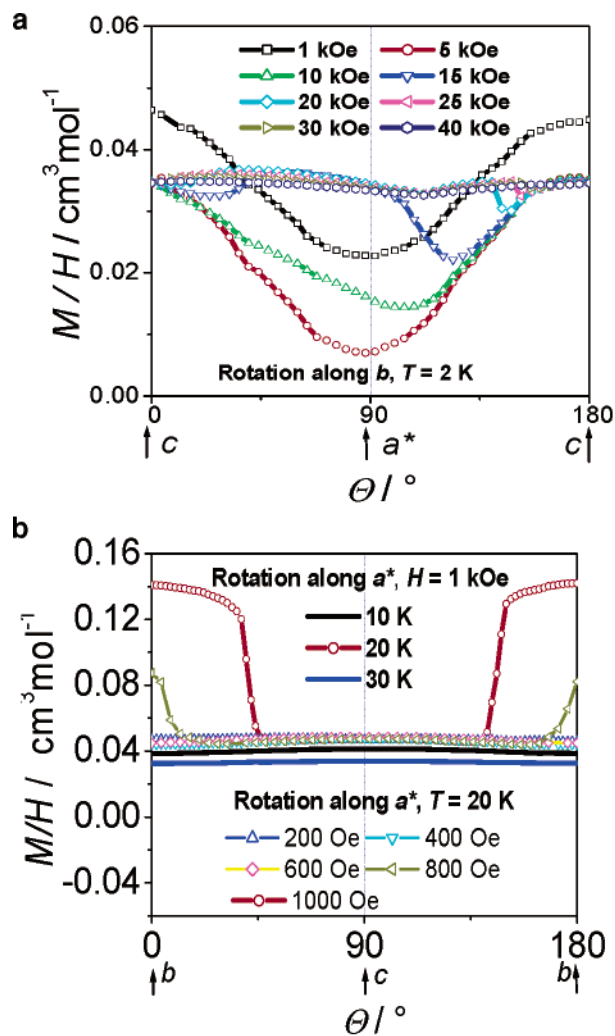 a
0.06
0.04
0.02
0.00
M / H / cm³mol⁻¹
1 kOe 5 kOe
10 kOe 15 kOe
20 kOe 25 kOe
30 kOe 40 kOe
Rotation along b, T = 2 K
0 90 180
c a* c
Θ / °
b
0.16
0.12
0.08
0.04
0.00
-0.04
M/H / cm³mol⁻¹
Rotation along a*, H = 1 kOe
10 K
20 K
30 K
Rotation along a*, T = 20 K
200 Oe 400 Oe
600 Oe 800 Oe
1000 Oe
0 90 180
b c b
Θ / °